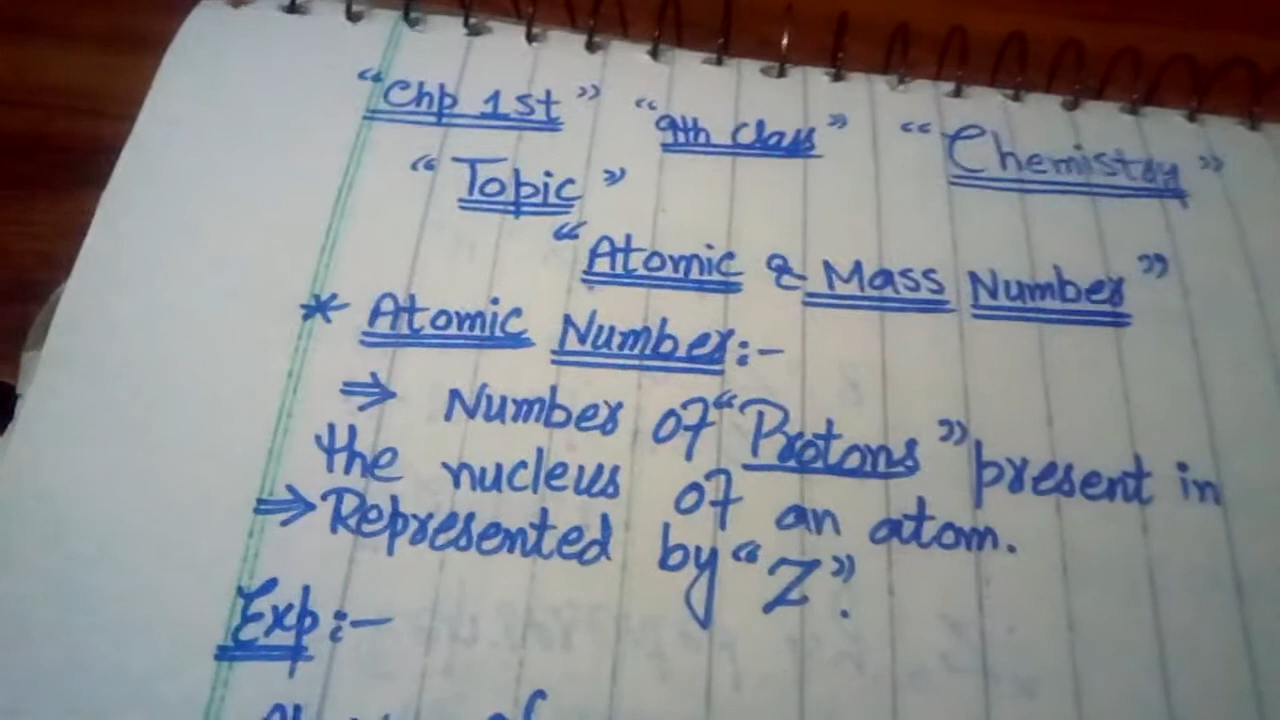 "Chp 1st" "9th Class" "Chemistry"
"Topic"
"Atomic & Mass Number"
* Atomic Number:-
⇒ Number of "Protons" present in
the nucleus of an atom.
⇒ Represented by "Z".
Exp:-